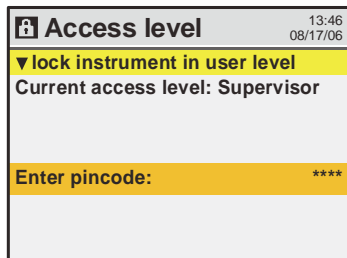 Access level
13:46
08/17/06
▼ lock instrument in user level
Current access level: Supervisor
Enter pincode: ****